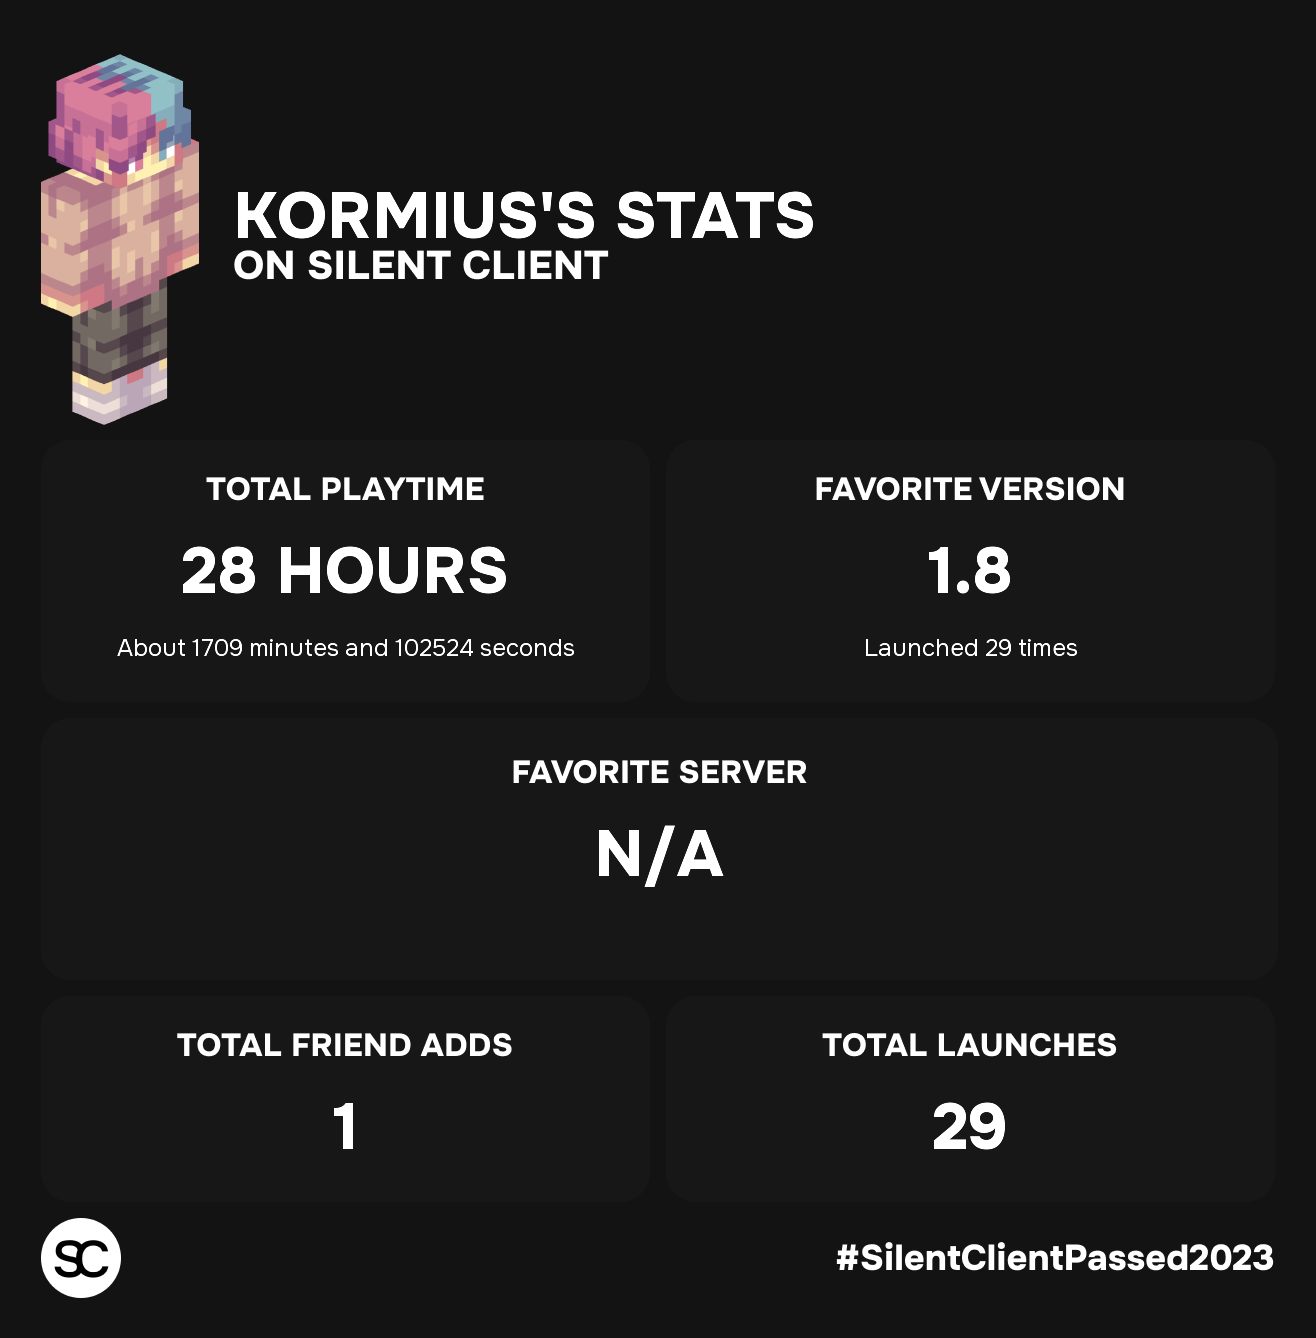 KORMIUS'S STATS
ON SILENT CLIENT
TOTAL PLAYTIME
28 HOURS
About 1709 minutes and 102524 seconds
FAVORITE VERSION
1.8
Launched 29 times
FAVORITE SERVER
N/A
TOTAL FRIEND ADDS
1
TOTAL LAUNCHES
29
SC
#SilentClientPassed2023